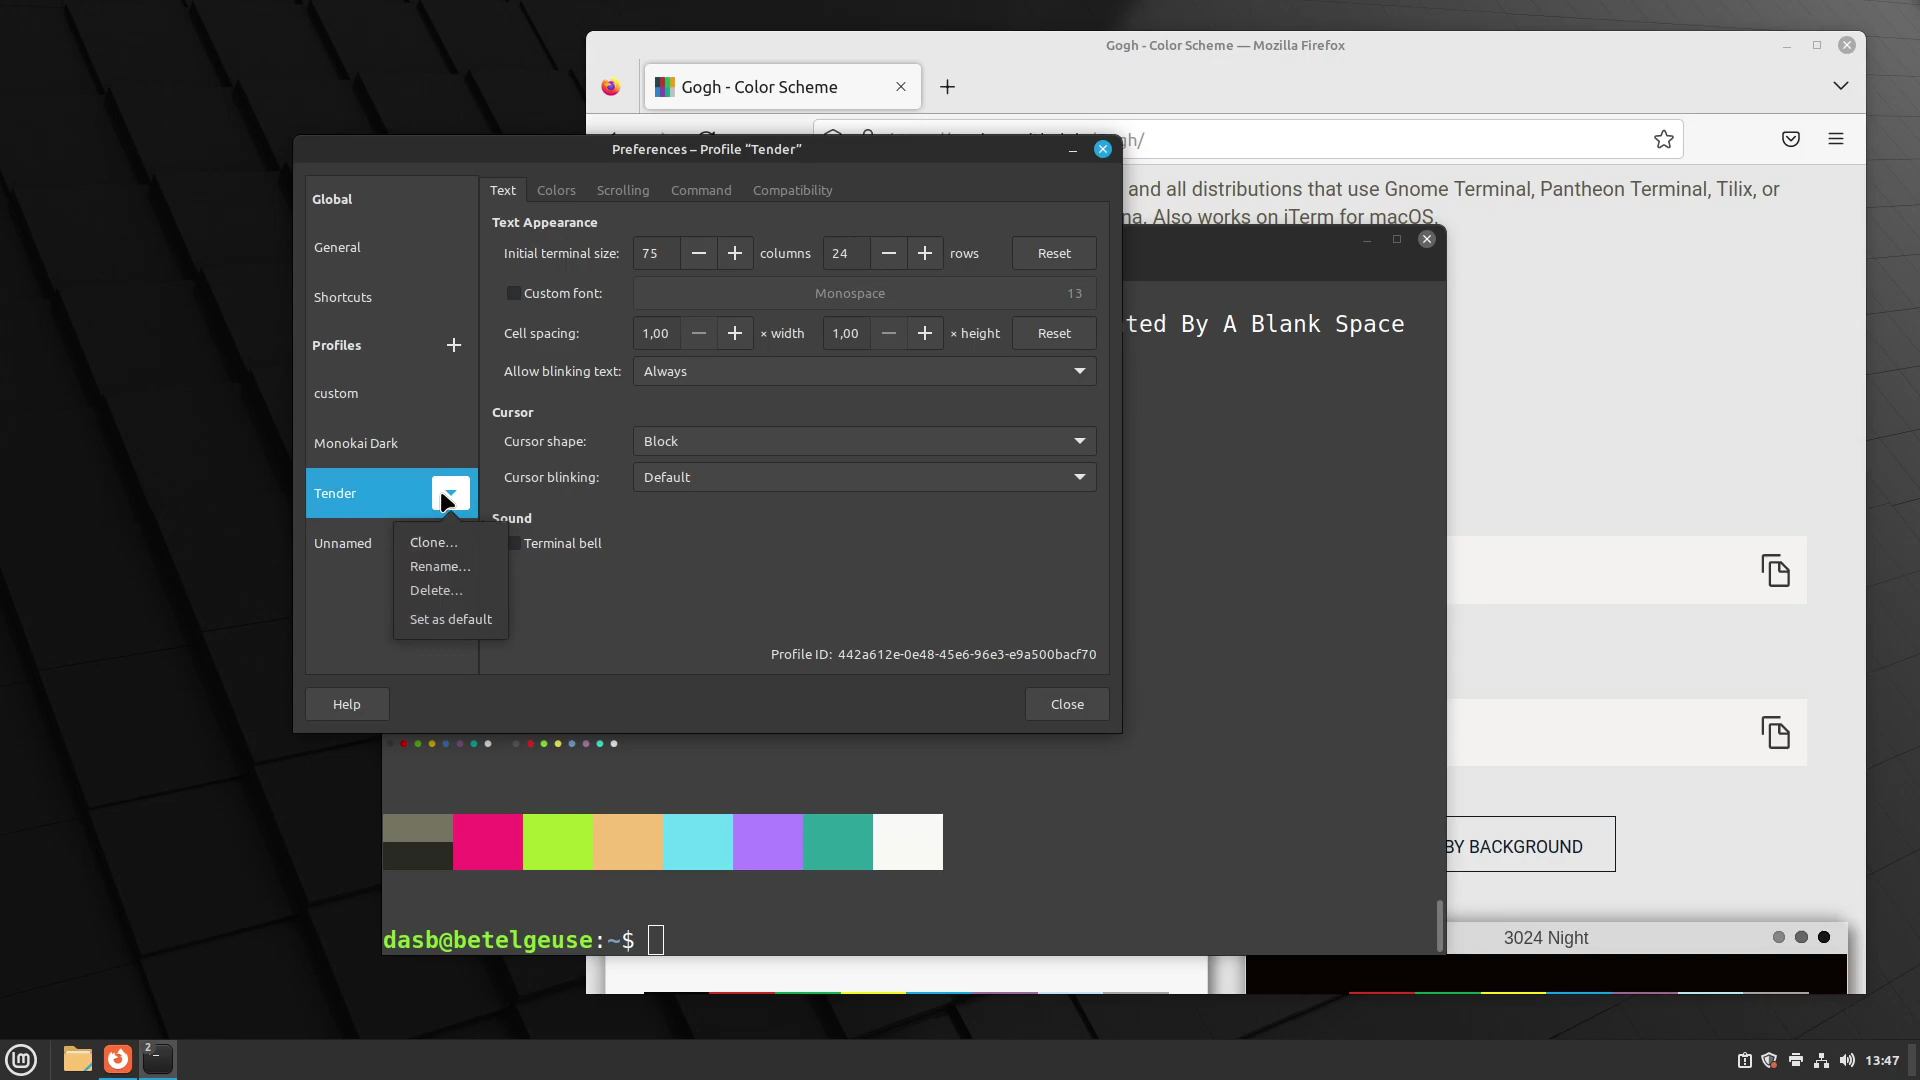 Gogh - Color Scheme — Mozilla Firefox
Gogh - Color Scheme
gh/
and all distributions that use Gnome Terminal, Pantheon Terminal, Tilix, or
na. Also works on iTerm for macOS.
Preferences – Profile “Tender”
Global
General
Shortcuts
Profiles
custom
Monokai Dark
Tender
Unnamed
Clone…
Rename…
Delete…
Set as default
Text Colors Scrolling Command Compatibility
Text Appearance
Initial terminal size: 75 columns 24 rows Reset
Custom font: Monospace 13
Cell spacing: 1,00 × width 1,00 × height Reset
Allow blinking text: Always
Cursor
Cursor shape: Block
Cursor blinking: Default
Sound
Terminal bell
Profile ID: 442a612e-0e48-45e6-96e3-e9a500bacf70
Help
Close
ted By A Blank Space
BY BACKGROUND
3024 Night
dasb@betelgeuse:~$
2
13:47